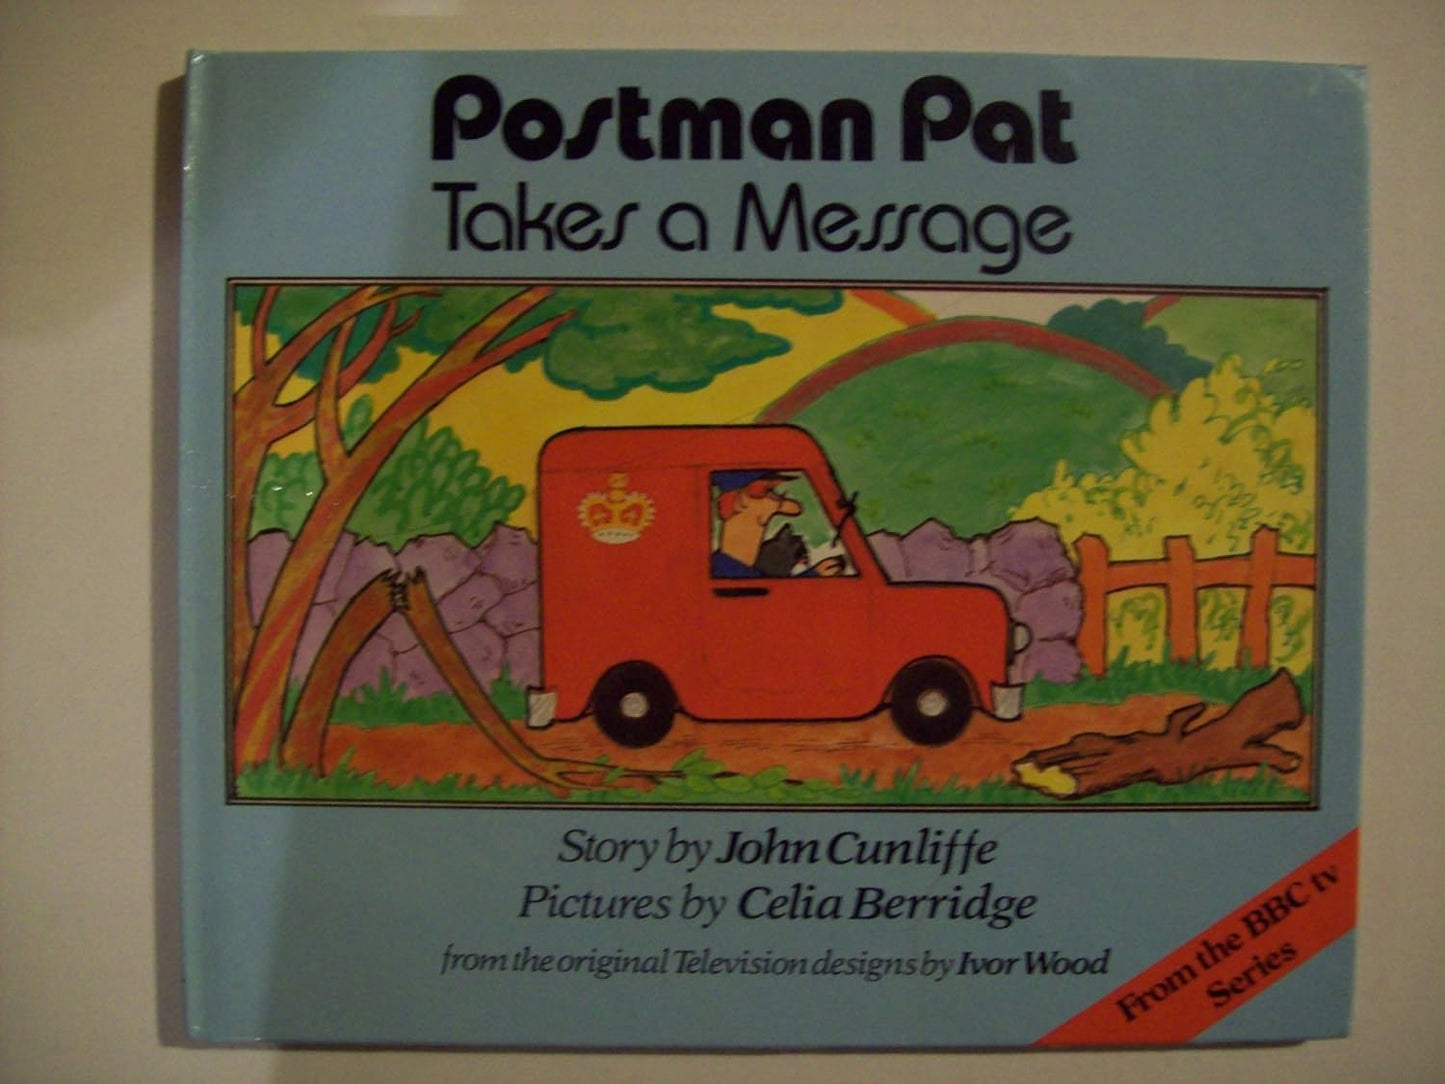 Postman Pat
Takes a Message
Story by John Cunliffe
Pictures by Celia Berridge
from the original Television designs by Ivor Wood
From the BBC tv
Series